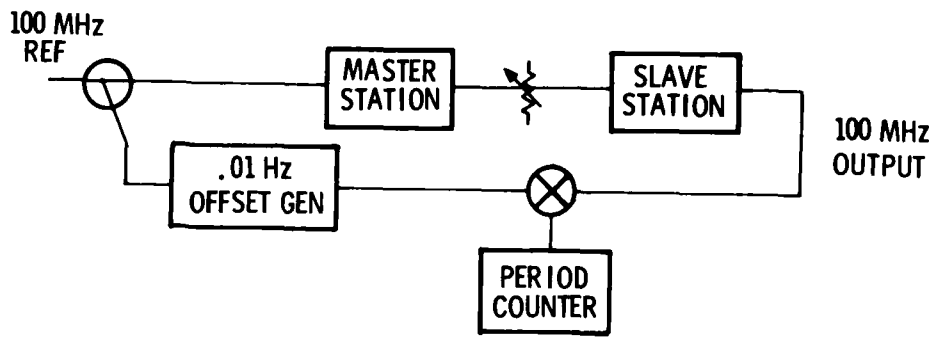 100 MHz
REF
MASTER
STATION
SLAVE
STATION
100 MHz
OUTPUT
.01 Hz
OFFSET GEN
PERIOD
COUNTER